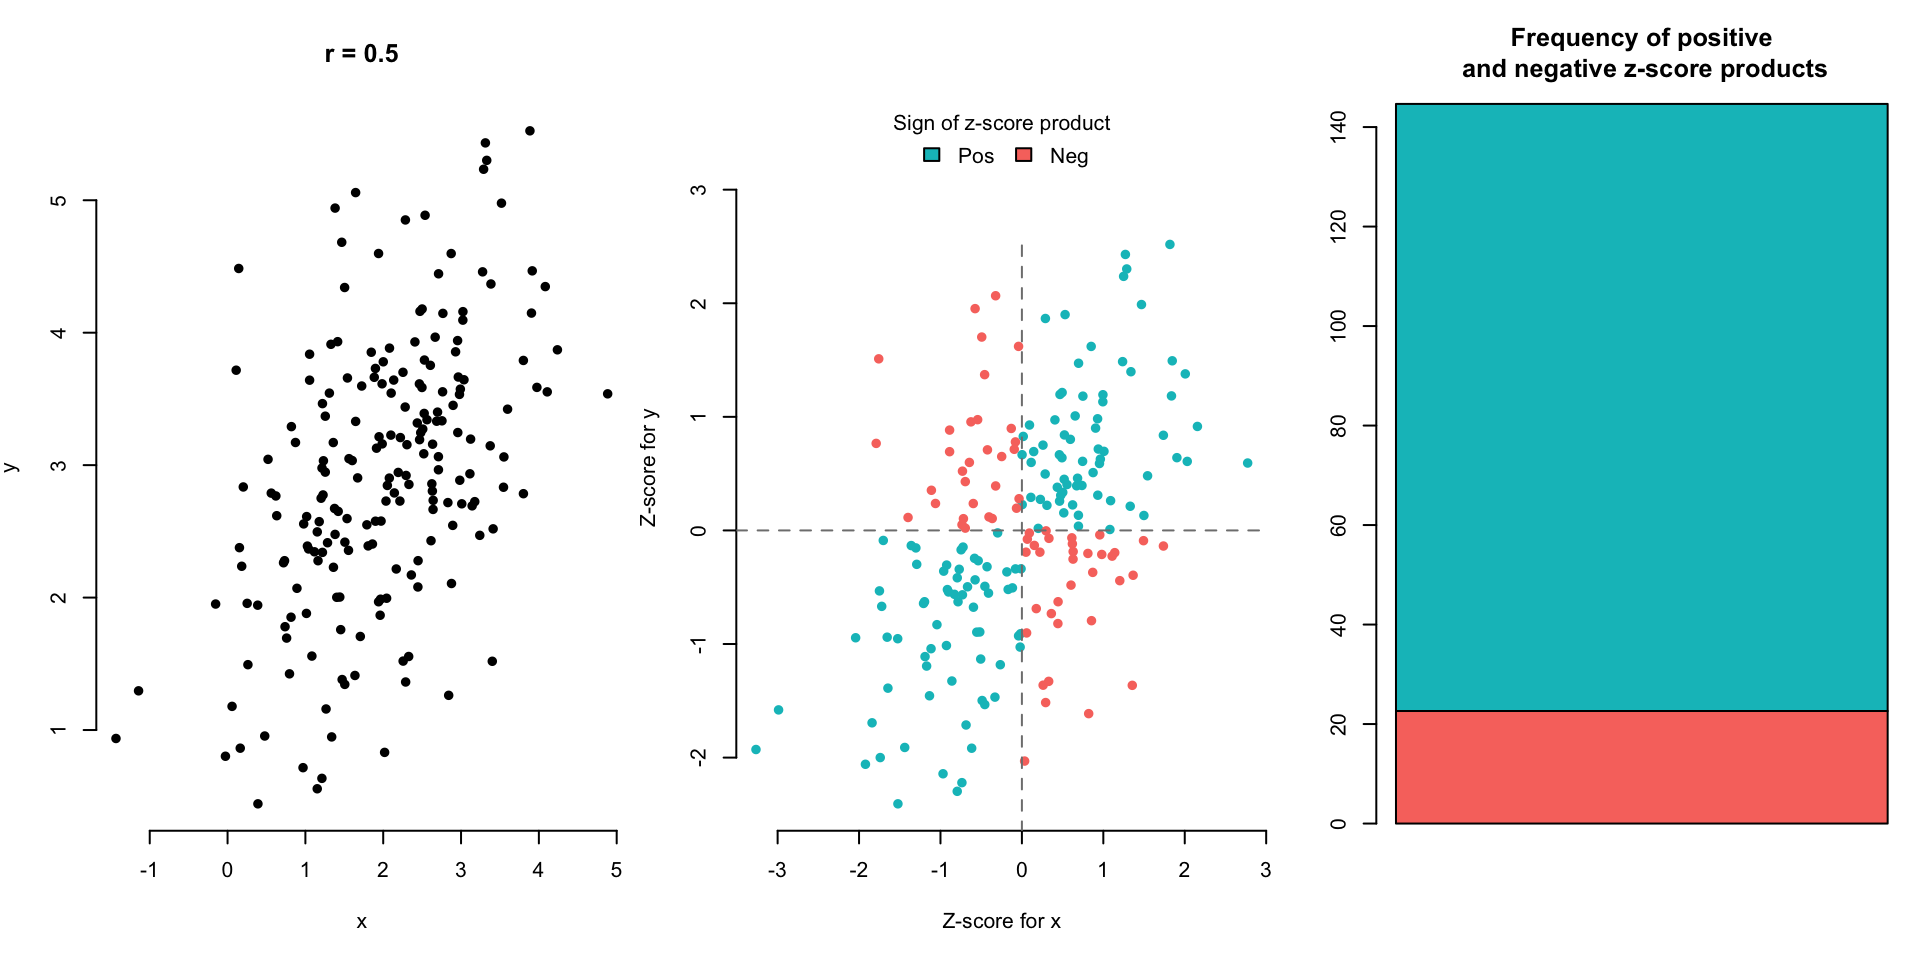 r = 0.5
y
5
4
3
2
1
-1 0 1 2 3 4 5
x
Sign of z-score product
Pos Neg
Z-score for y
3
2
1
0
-1
-2
-3 -2 -1 0 1 2 3
Z-score for x
Frequency of positive
and negative z-score products
140
120
100
80
60
40
20
0